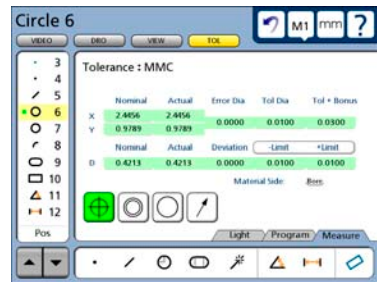 Circle 6
M1 mm ?
VIDEO DRO VIEW TOL
3
4
5
6
7
8
9
10
11
12
Pos
Tolerance : MMC
Nominal Actual Error Dia Tol Dia Tol + Bonus
X 2.4456 2.4456 0.0000 0.0100 0.0300
Y 0.9789 0.9789
Nominal Actual Deviation -Limit +Limit
D 0.4213 0.4213 0.0000 0.0100 0.0100
Material Side: Bore
Light Program Measure